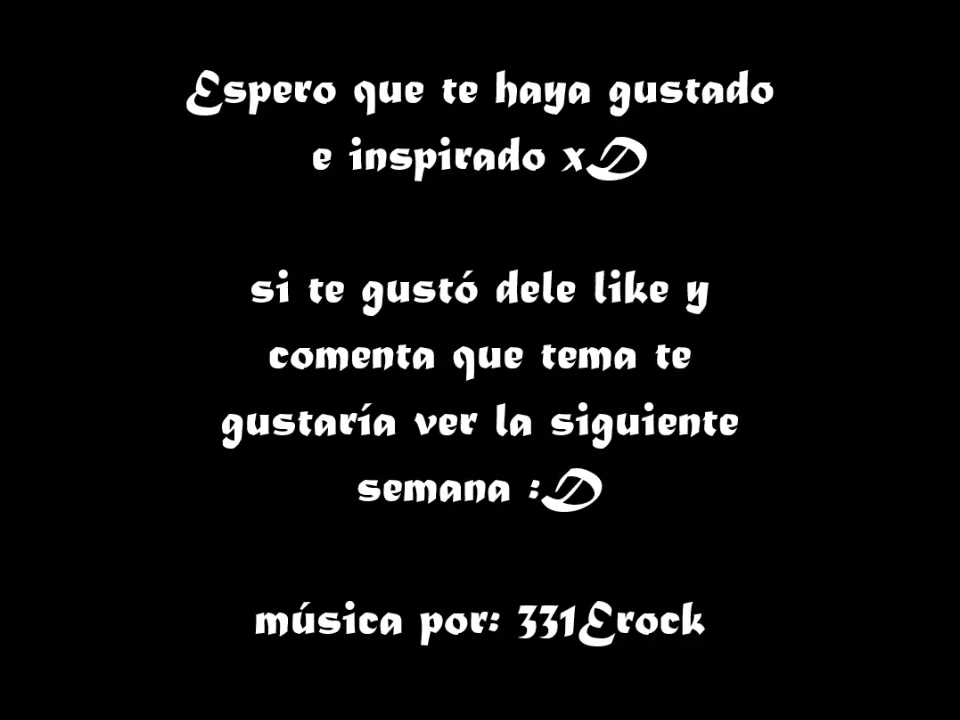 Espero que te haya gustado
e inspirado xD
si te gustó dele like y
comenta que tema te
gustaría ver la siguiente
semana :D
música por: 331Erock